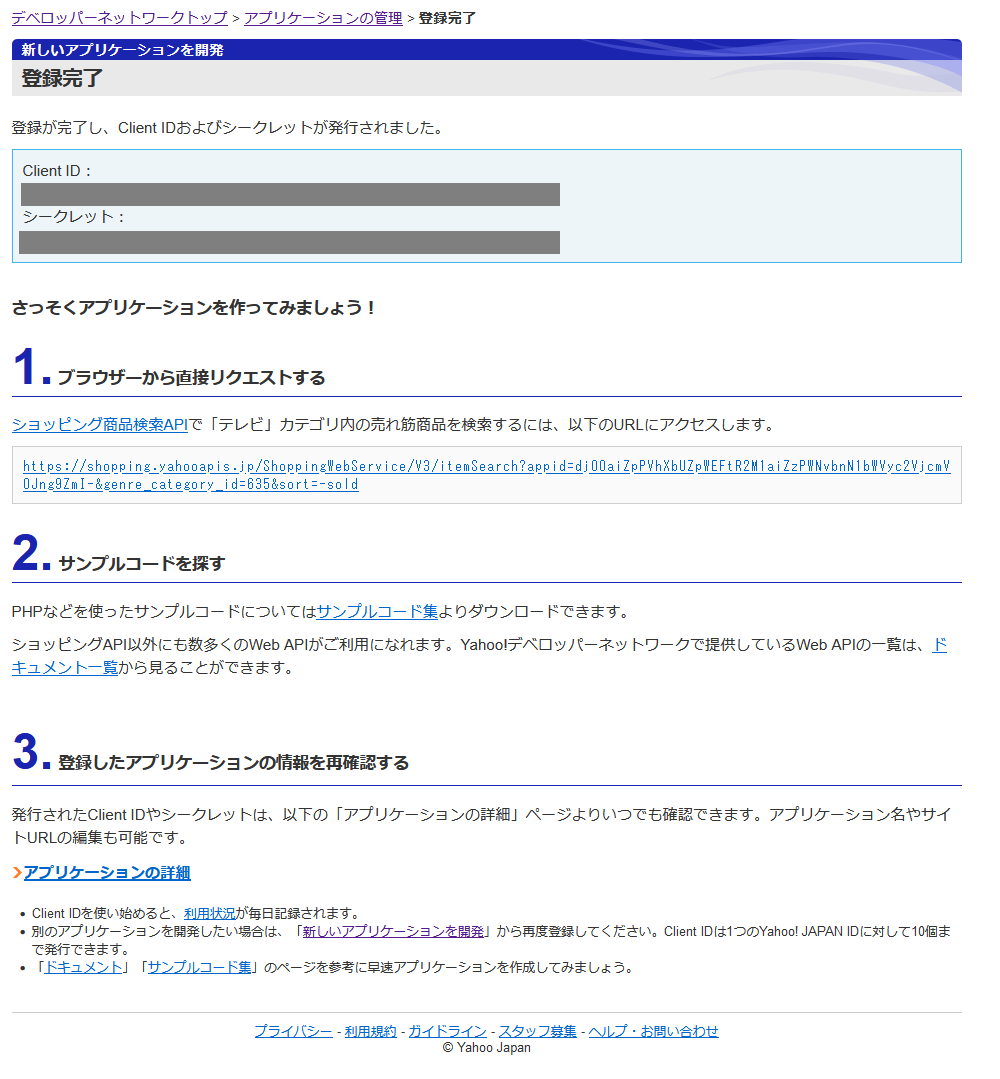 デベロッパーネットワークトップ > アプリケーションの管理 > 登録完了
新しいアプリケーションを開発
登録完了
登録が完了し、Client IDおよびシークレットが発行されました。
Client ID：
シークレット：
さっそくアプリケーションを作ってみましょう！
1. ブラウザーから直接リクエストする
ショッピング商品検索APIで「テレビ」カテゴリ内の売れ筋商品を検索するには、以下のURLにアクセスします。
https://shopping.yahooapis.jp/ShoppingWebService/V3/itemSearch?appid=dj00aiZpPVhXbUZpWEFtR2M1aiZzPWNvbnN1bWVyc2VjcmV
0Jng9ZmI-&genre_category_id=635&sort=-sold
2. サンプルコードを探す
PHPなどを使ったサンプルコードについてはサンプルコード集よりダウンロードできます。
ショッピングAPI以外にも数多くのWeb APIがご利用になれます。Yahoo!デベロッパーネットワークで提供しているWeb APIの一覧は、ド
キュメント一覧から見ることができます。
3. 登録したアプリケーションの情報を再確認する
発行されたClient IDやシークレットは、以下の「アプリケーションの詳細」ページよりいつでも確認できます。アプリケーション名やサイ
トURLの編集も可能です。
アプリケーションの詳細
• Client IDを使い始めると、利用状況が毎日記録されます。
• 別のアプリケーションを開発したい場合は、「新しいアプリケーションを開発」から再度登録してください。Client IDは1つのYahoo! JAPAN IDに対して10個ま
で発行できます。
• 「ドキュメント」「サンプルコード集」のページを参考に早速アプリケーションを作成してみましょう。
プライバシー - 利用規約 - ガイドライン - スタッフ募集 - ヘルプ・お問い合わせ
© Yahoo Japan